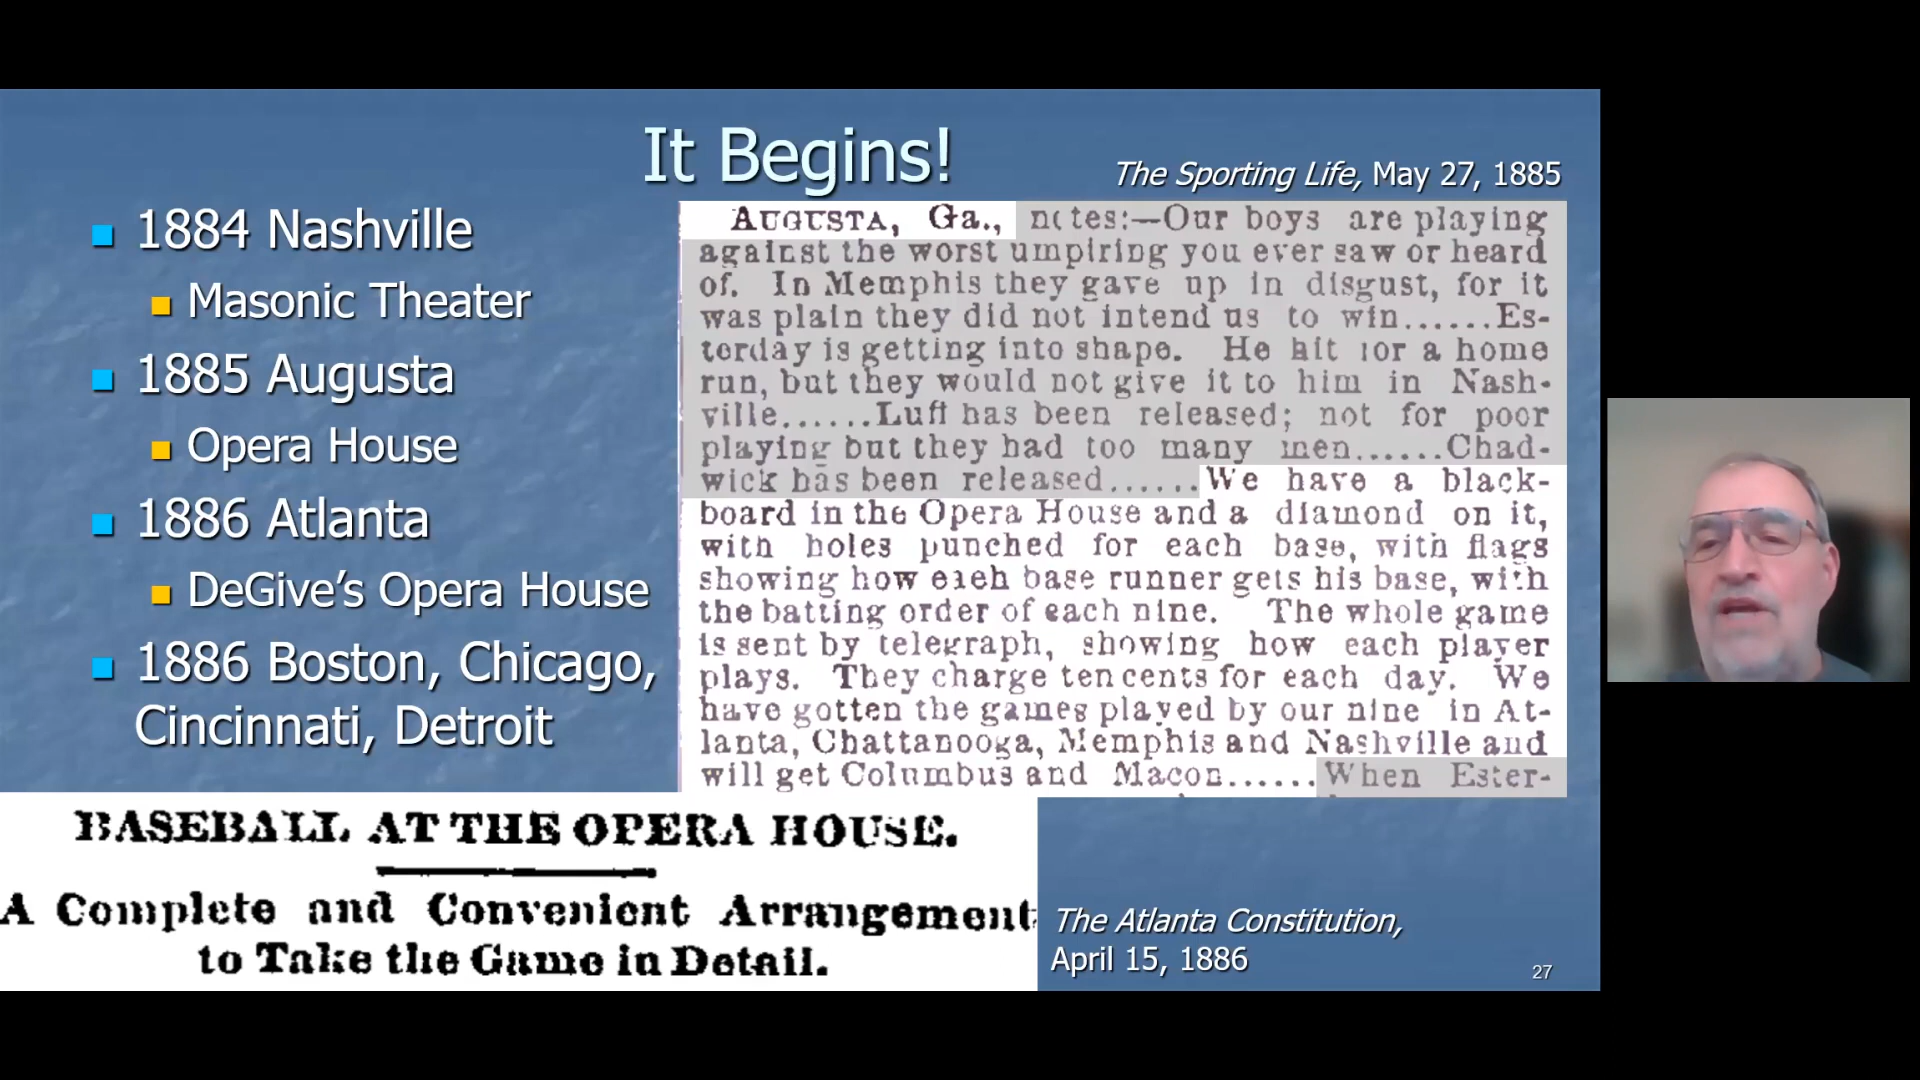 It Begins!
The Sporting Life, May 27, 1885
1884 Nashville
Masonic Theater
1885 Augusta
Opera House
1886 Atlanta
DeGive's Opera House
1886 Boston, Chicago,
Cincinnati, Detroit
AUGUSTA, Ga., notes:—Our boys are playing
against the worst umpiring you ever saw or heard
of. In Memphis they gave up in disgust, for it
was plain they did not intend us to win......Es-
terday is getting into shape. He hit for a home
run, but they would not give it to him in Nash-
ville......Luff has been released; not for poor
playing but they had too many men......Chad-
wick has been released......We have a black-
board in the Opera House and a diamond on it,
with holes punched for each base, with flags
showing how eaeh base runner gets his base, with
the batting order of each nine. The whole game
is sent by telegraph, showing how each player
plays. They charge ten cents for each day. We
have gotten the games played by our nine in At-
lanta, Chattanooga, Memphis and Nashville and
will get Columbus and Macon......When Ester-
BASEBALL AT THE OPERA HOUSE.
A Complete and Convenient Arrangement
to Take the Game in Detail.
The Atlanta Constitution,
April 15, 1886
27